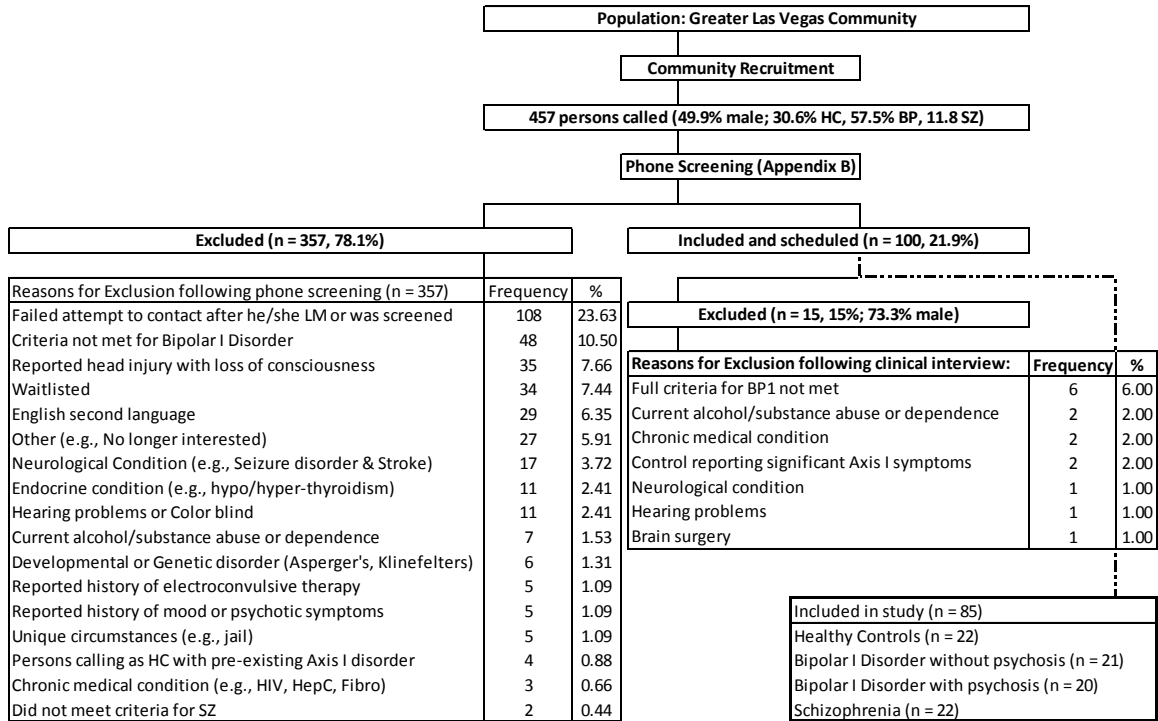 Population: Greater Las Vegas Community
Community Recruitment
457 persons called (49.9% male; 30.6% HC, 57.5% BP, 11.8 SZ)
Phone Screening (Appendix B)
Excluded (n = 357, 78.1%)
Reasons for Exclusion following phone screening (n = 357) Frequency %
Failed attempt to contact after he/she LM or was screened 108 23.63
Criteria not met for Bipolar I Disorder 48 10.50
Reported head injury with loss of consciousness 35 7.66
Waitlisted 34 7.44
English second language 29 6.35
Other (e.g., No longer interested) 27 5.91
Neurological Condition (e.g., Seizure disorder & Stroke) 17 3.72
Endocrine condition (e.g., hypo/hyper-thyroidism) 11 2.41
Hearing problems or Color blind 11 2.41
Current alcohol/substance abuse or dependence 7 1.53
Developmental or Genetic disorder (Asperger's, Klinefelters) 6 1.31
Reported history of electroconvulsive therapy 5 1.09
Reported history of mood or psychotic symptoms 5 1.09
Unique circumstances (e.g., jail) 5 1.09
Persons calling as HC with pre-existing Axis I disorder 4 0.88
Chronic medical condition (e.g., HIV, HepC, Fibro) 3 0.66
Did not meet criteria for SZ 2 0.44
Included and scheduled (n = 100, 21.9%)
Excluded (n = 15, 15%; 73.3% male)
Reasons for Exclusion following clinical interview: Frequency %
Full criteria for BP1 not met 6 6.00
Current alcohol/substance abuse or dependence 2 2.00
Chronic medical condition 2 2.00
Control reporting significant Axis I symptoms 2 2.00
Neurological condition 1 1.00
Hearing problems 1 1.00
Brain surgery 1 1.00
Included in study (n = 85)
Healthy Controls (n = 22)
Bipolar I Disorder without psychosis (n = 21)
Bipolar I Disorder with psychosis (n = 20)
Schizophrenia (n = 22)